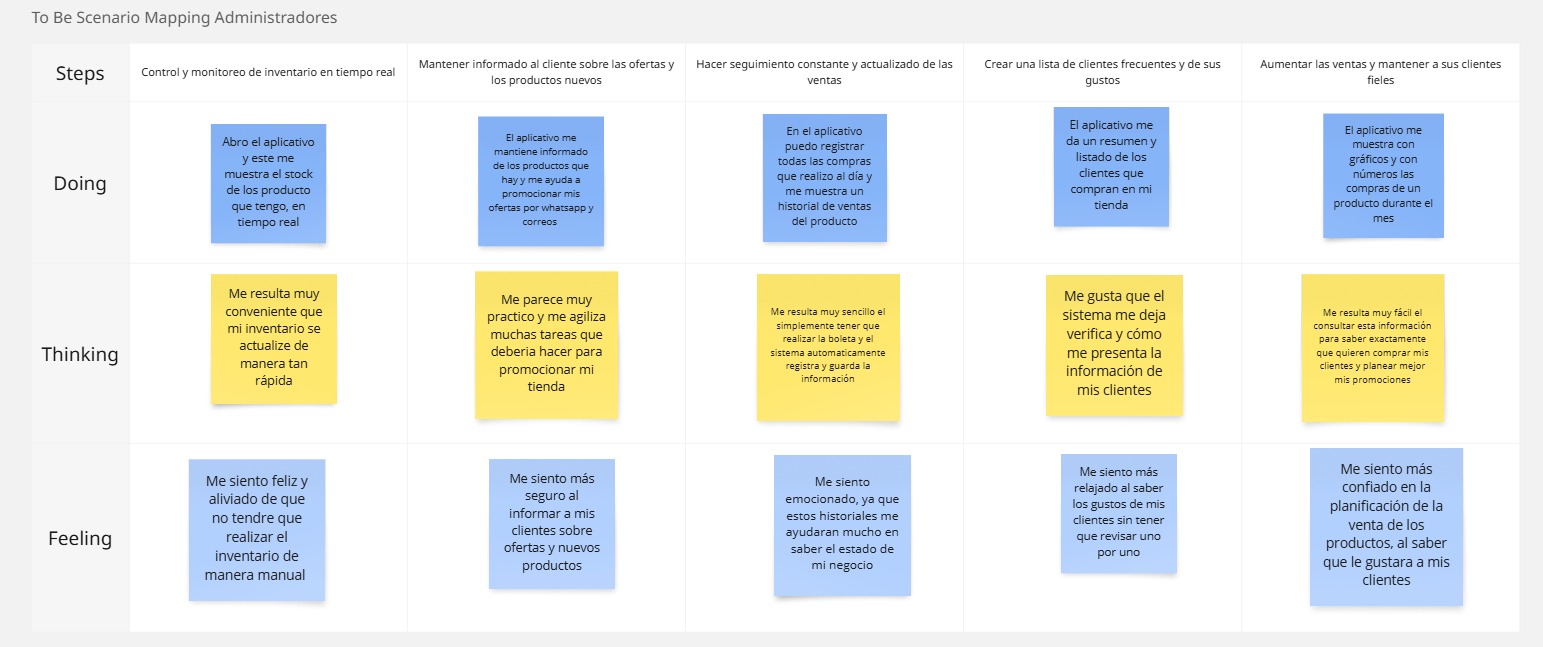 To Be Scenario Mapping Administradores
Steps
Control y monitoreo de inventario en tiempo real
Mantener informado al cliente sobre las ofertas y
los productos nuevos
Hacer seguimiento constante y actualizado de las
ventas
Crear una lista de clientes frecuentes y de sus
gustos
Aumentar las ventas y mantener a sus clientes
fieles
Doing
Abro el aplicativo
y este me
muestra el stock
de los producto
que tengo, en
tiempo real
El aplicativo me
mantiene informado
de los productos que
hay y me ayuda a
promocionar mis
ofertas por whatsapp y
correos
En el aplicativo
puedo registrar
todas las compras
que realizo al día y
me muestra un
historial de ventas
del producto
El aplicativo me
da un resumen y
listado de los
clientes que
compran en mi
tienda
El aplicativo me
muestra con
gráficos y con
números las
compras de un
producto durante el
mes
Thinking
Me resulta muy
conveniente que
mi inventario se
actualize de
manera tan
rápida
Me parece muy
practico y me agiliza
muchas tareas que
deberia hacer para
promocionar mi
tienda
Me resulta muy sencillo el
simplemente tener que
realizar la boleta y el
sistema automaticamente
registra y guarda la
información
Me gusta que el
sistema me deja
verifica y cómo
me presenta la
información de
mis clientes
Me resulta muy fácil el
consultar esta información
para saber exactamente
que quieren comprar mis
clientes y planear mejor
mis promociones
Feeling
Me siento feliz y
aliviado de que
no tendre que
realizar el
inventario de
manera manual
Me siento más
seguro al
informar a mis
clientes sobre
ofertas y nuevos
productos
Me siento
emocionado, ya que
estos historiales me
ayudaran mucho en
saber el estado de
mi negocio
Me siento más
relajado al saber
los gustos de mis
clientes sin tener
que revisar uno
por uno
Me siento más
confiado en la
planificación de la
venta de los
productos, al saber
que le gustara a mis
clientes